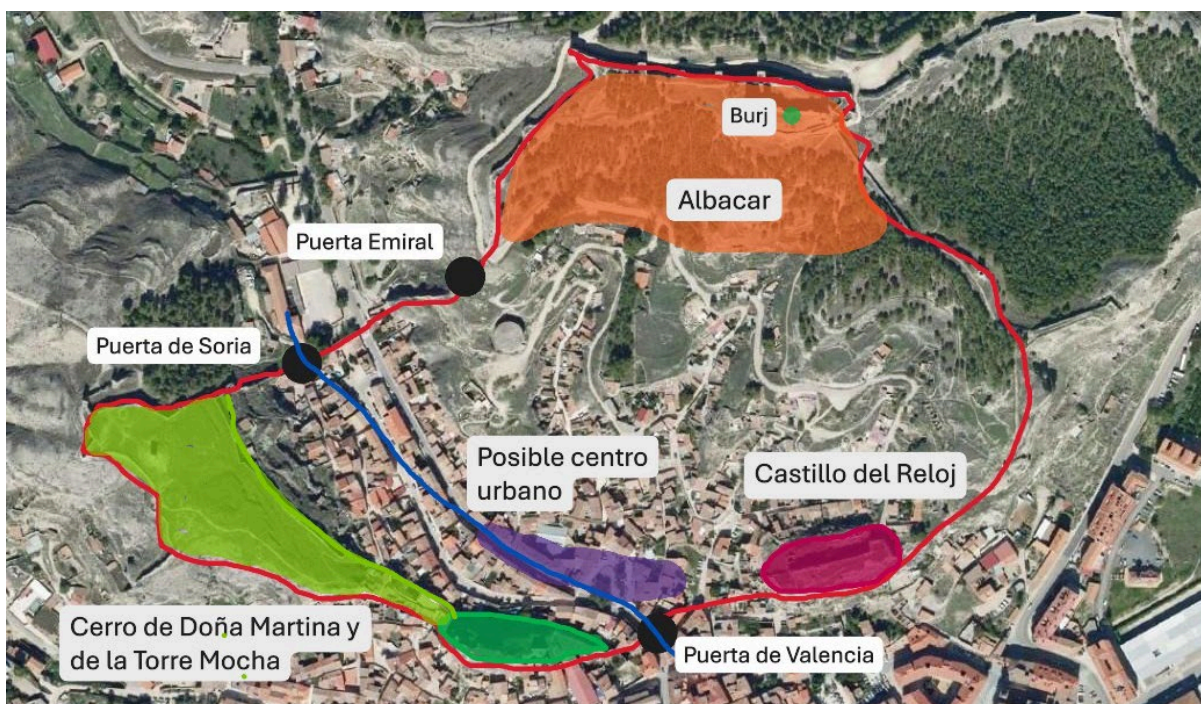 Burj
Albacar
Puerta Emiral
Puerta de Soria
Posible centro
urbano
Castillo del Reloj
Cerro de Doña Martina y
de la Torre Mocha
Puerta de Valencia